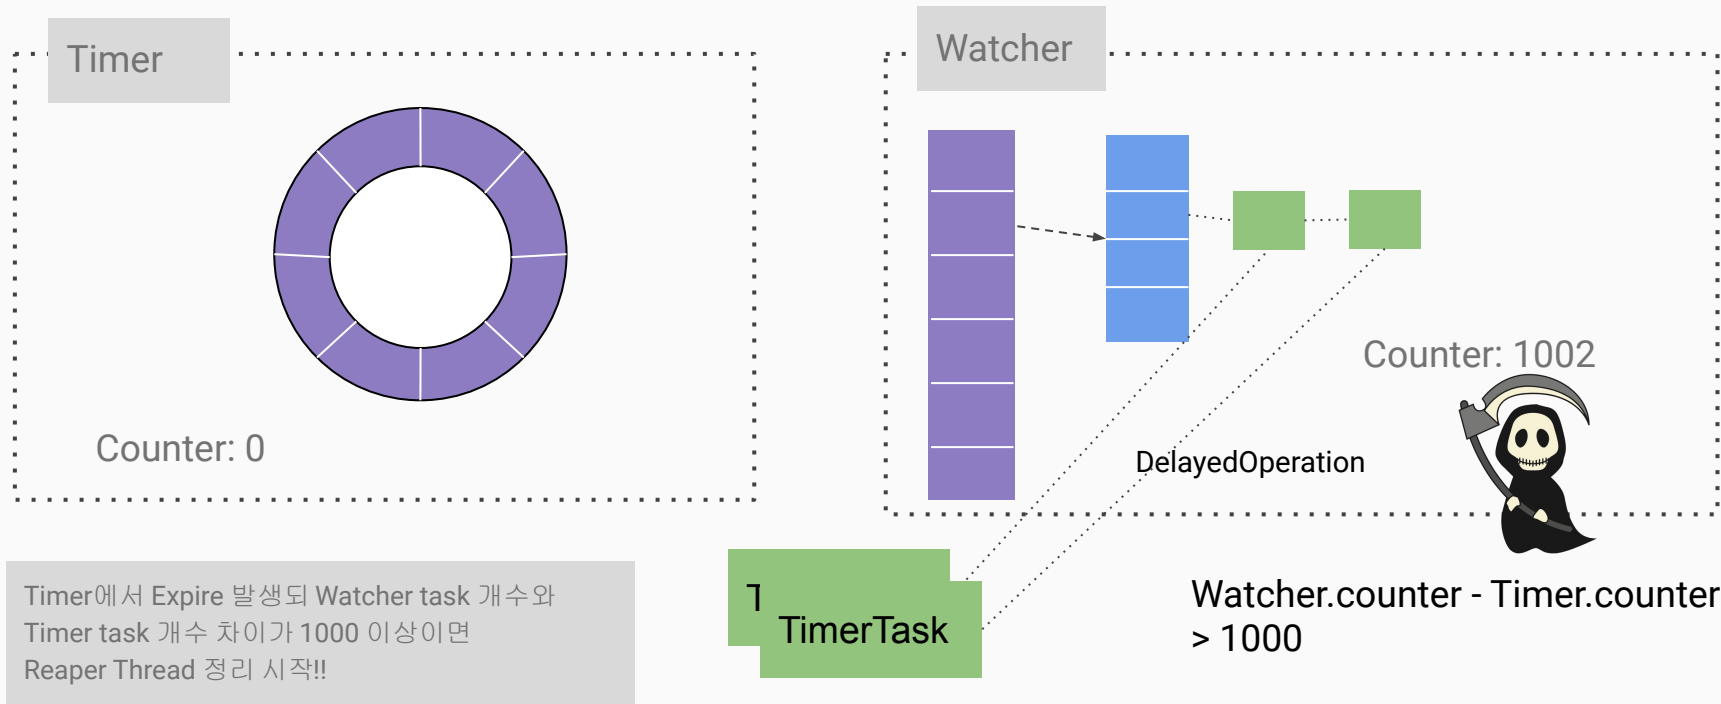 Timer
Watcher
Counter: 1002
Counter: 0
DelayedOperation
T
TimerTask
Timer에서 Expire 발생되 Watcher task 개수와
Timer task 개수 차이가 1000 이상이면
Reaper Thread 정리 시작!!
Watcher.counter - Timer.counter
> 1000